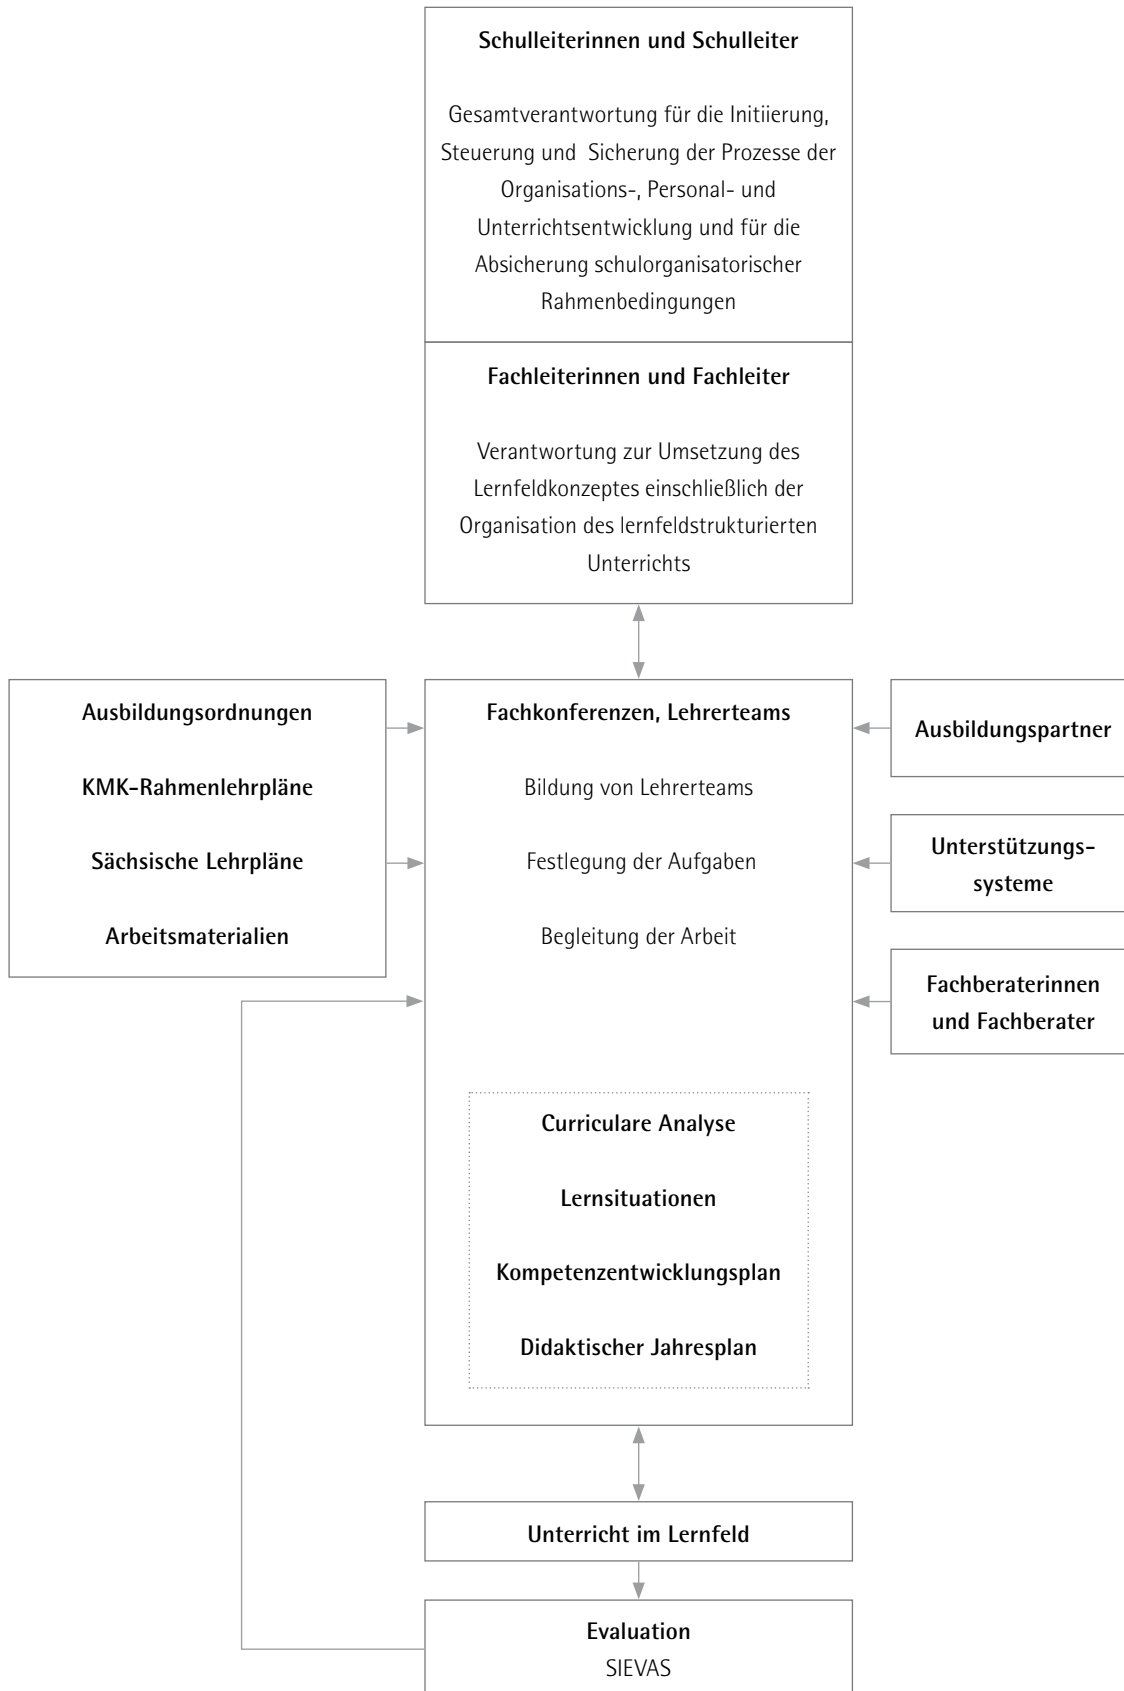 Schulleiterinnen und Schulleiter
Gesamtverantwortung für die Initiierung,
Steuerung und Sicherung der Prozesse der
Organisations-, Personal- und
Unterrichtsentwicklung und für die
Absicherung schulorganisatorischer
Rahmenbedingungen
Fachleiterinnen und Fachleiter
Verantwortung zur Umsetzung des
Lernfeldkonzeptes einschließlich der
Organisation des lernfeldstrukturierten
Unterrichts
Ausbildungsordnungen
KMK-Rahmenlehrpläne
Sächsische Lehrpläne
Arbeitsmaterialien
Fachkonferenzen, Lehrerteams
Bildung von Lehrerteams
Festlegung der Aufgaben
Begleitung der Arbeit
Curriculare Analyse
Lernsituationen
Kompetenzentwicklungsplan
Didaktischer Jahresplan
Ausbildungspartner
Unterstützungs-
systeme
Fachberaterinnen
und Fachberater
Unterricht im Lernfeld
Evaluation
SIEVAS